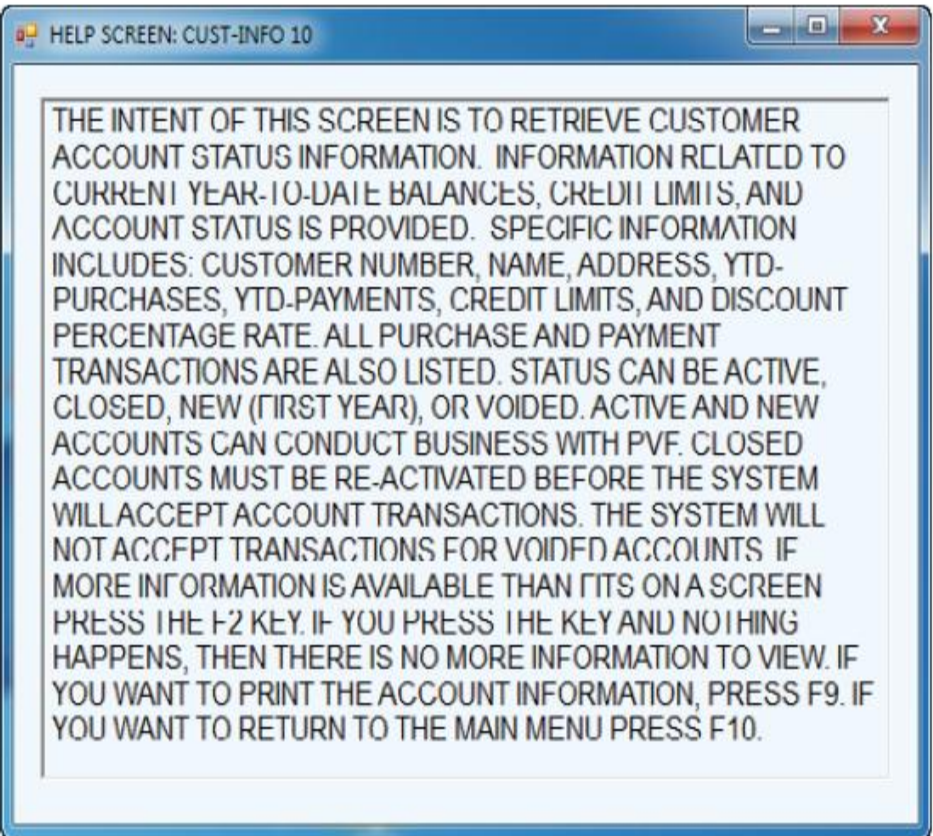 HELP SCREEN: CUST-INFO 10
THE INTENT OF THIS SCREEN IS TO RETRIEVE CUSTOMER
ACCOUNT STATUS INFORMATION.  INFORMATION RELATED TO
CURRENT YEAR-TO-DATE BALANCES, CREDIT LIMITS, AND
ACCOUNT STATUS IS PROVIDED.  SPECIFIC INFORMATION
INCLUDES: CUSTOMER NUMBER, NAME, ADDRESS, YTD-
PURCHASES, YTD-PAYMENTS, CREDIT LIMITS, AND DISCOUNT
PERCENTAGE RATE. ALL PURCHASE AND PAYMENT
TRANSACTIONS ARE ALSO LISTED. STATUS CAN BE ACTIVE,
CLOSED, NEW (FIRST YEAR), OR VOIDED. ACTIVE AND NEW
ACCOUNTS CAN CONDUCT BUSINESS WITH PVF. CLOSED
ACCOUNTS MUST BE RE-ACTIVATED BEFORE THE SYSTEM
WILL ACCEPT ACCOUNT TRANSACTIONS. THE SYSTEM WILL
NOT ACCEPT TRANSACTIONS FOR VOIDED ACCOUNTS. IF
MORE INFORMATION IS AVAILABLE THAN FITS ON A SCREEN
PRESS THE F2 KEY. IF YOU PRESS THE KEY AND NOTHING
HAPPENS, THEN THERE IS NO MORE INFORMATION TO VIEW. IF
YOU WANT TO PRINT THE ACCOUNT INFORMATION, PRESS F9. IF
YOU WANT TO RETURN TO THE MAIN MENU PRESS F10.